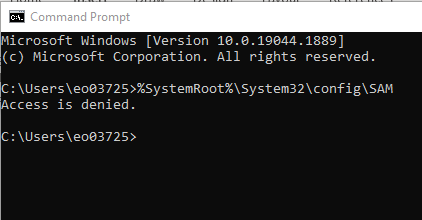 Command Prompt
Microsoft Windows [Version 10.0.19044.1889]
(c) Microsoft Corporation. All rights reserved.
C:\Users\eo03725>%SystemRoot%\System32\config\SAM
Access is denied.
C:\Users\eo03725>